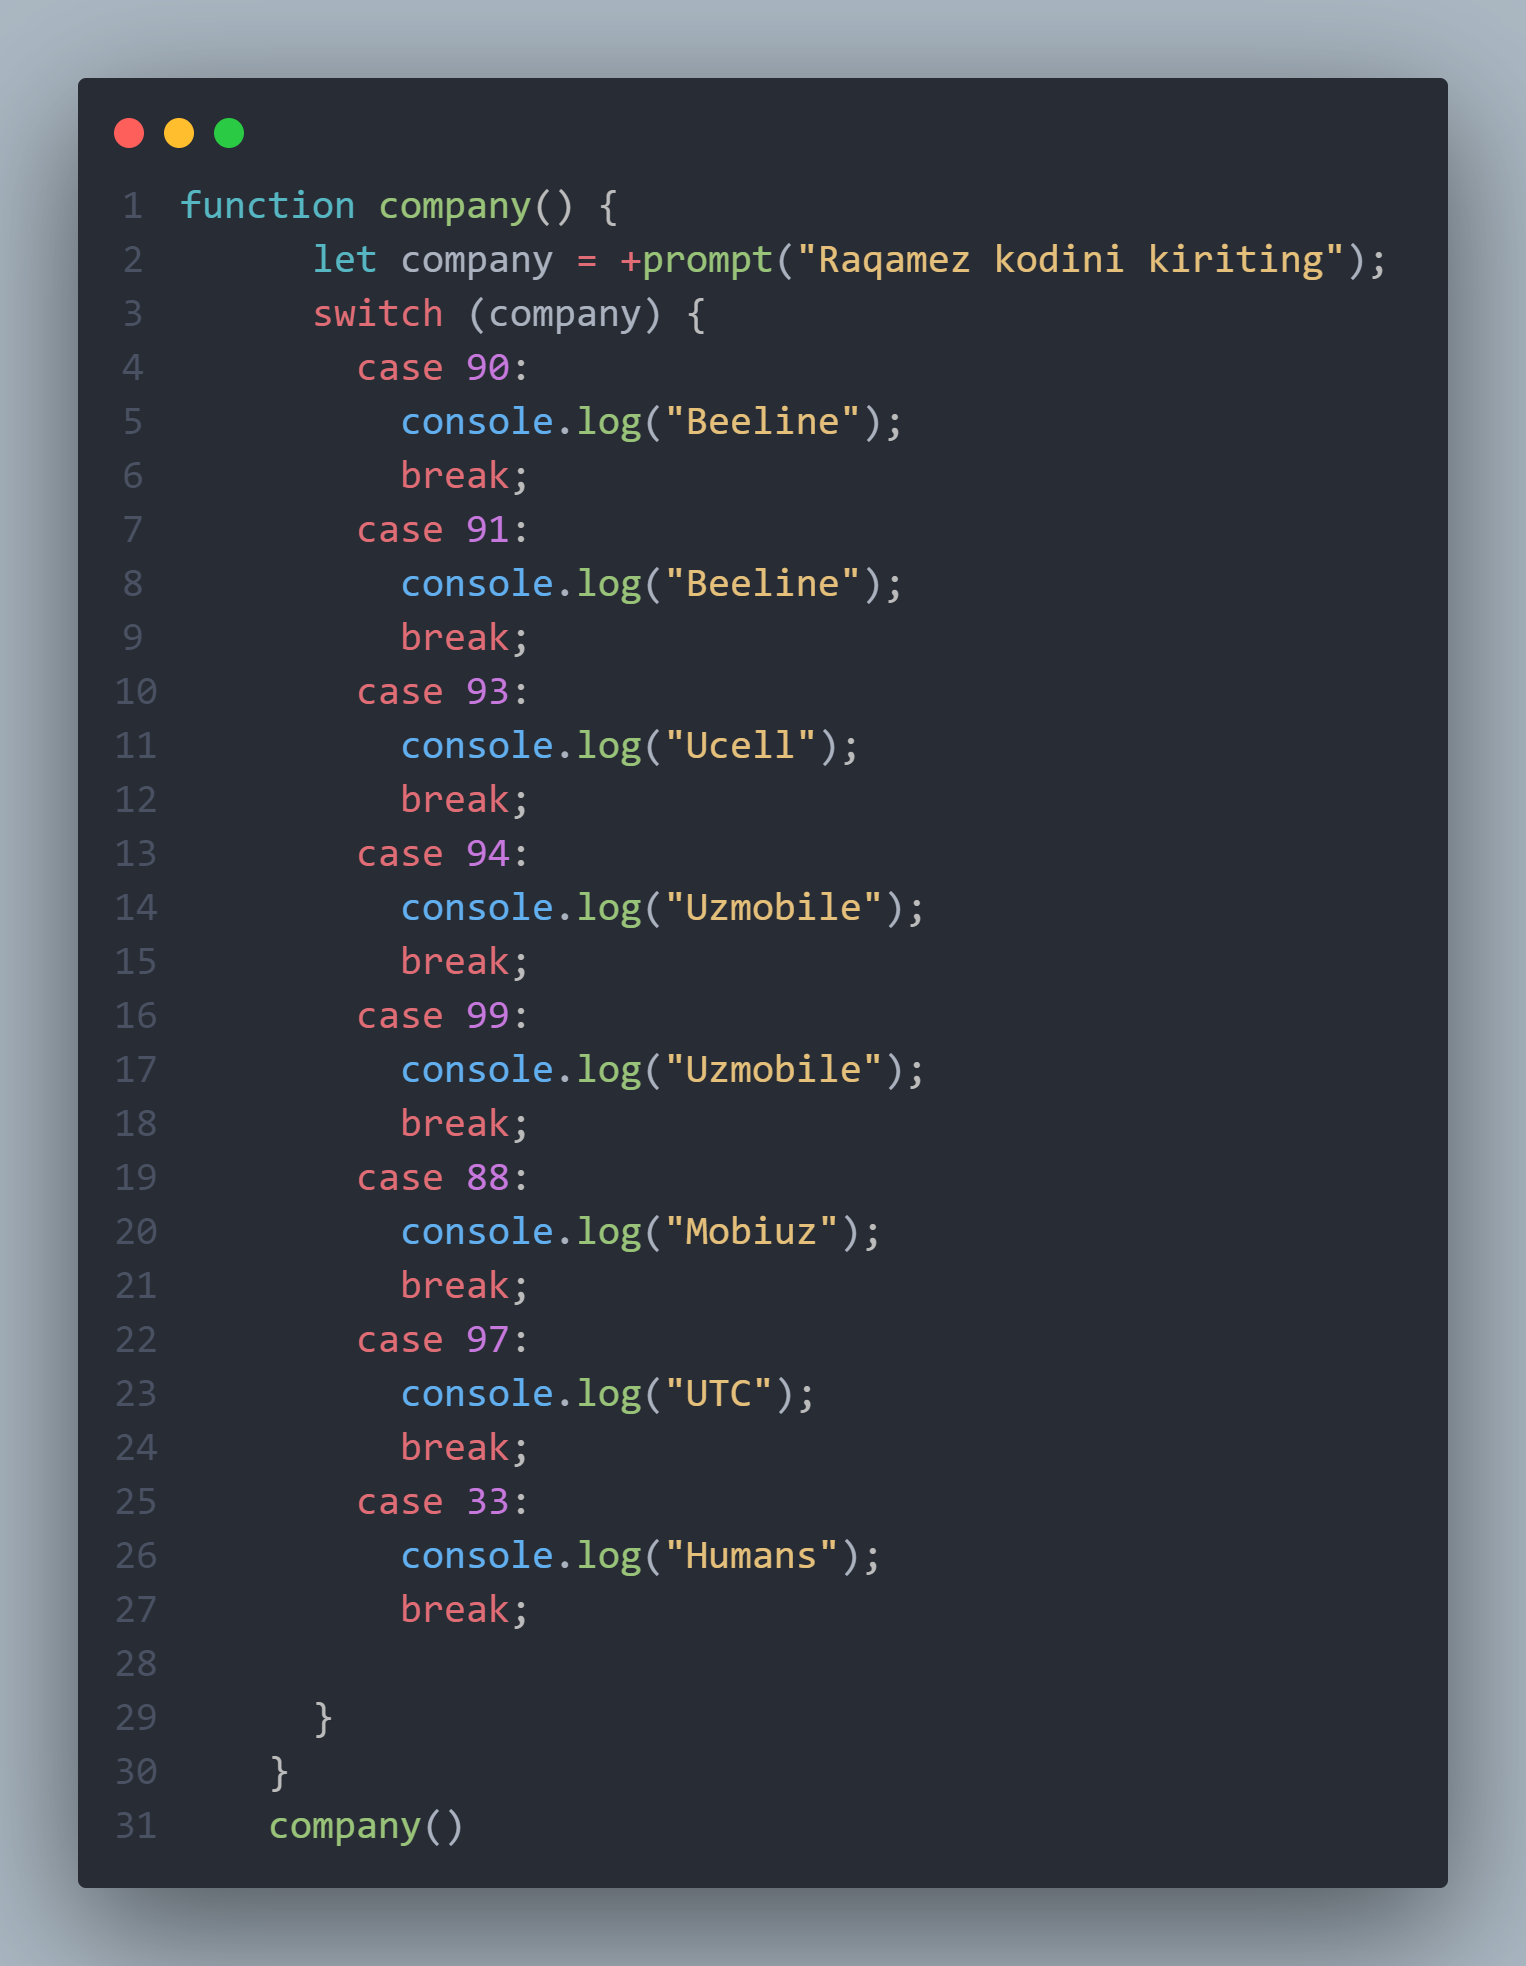 1 function company() {
2 let company = +prompt("Raqamez kodini kiriting");
3 switch (company) {
4 case 90:
5 console.log("Beeline");
6 break;
7 case 91:
8 console.log("Beeline");
9 break;
10 case 93:
11 console.log("Ucell");
12 break;
13 case 94:
14 console.log("Uzmobile");
15 break;
16 case 99:
17 console.log("Uzmobile");
18 break;
19 case 88:
20 console.log("Mobiuz");
21 break;
22 case 97:
23 console.log("UTC");
24 break;
25 case 33:
26 console.log("Humans");
27 break;
28
29 }
30 }
31 company()